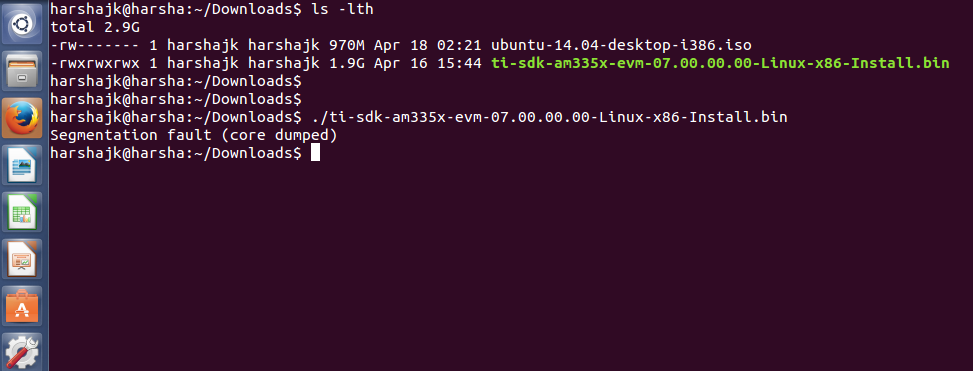 harshajk@harsha:~/Downloads$ ls -lth
total 2.9G
-rw------- 1 harshajk harshajk 970M Apr 18 02:21 ubuntu-14.04-desktop-i386.iso
-rwxrwxrwx 1 harshajk harshajk 1.9G Apr 16 15:44 ti-sdk-am335x-evm-07.00.00.00-Linux-x86-Install.bin
harshajk@harsha:~/Downloads$
harshajk@harsha:~/Downloads$
harshajk@harsha:~/Downloads$ ./ti-sdk-am335x-evm-07.00.00.00-Linux-x86-Install.bin
Segmentation fault (core dumped)
harshajk@harsha:~/Downloads$